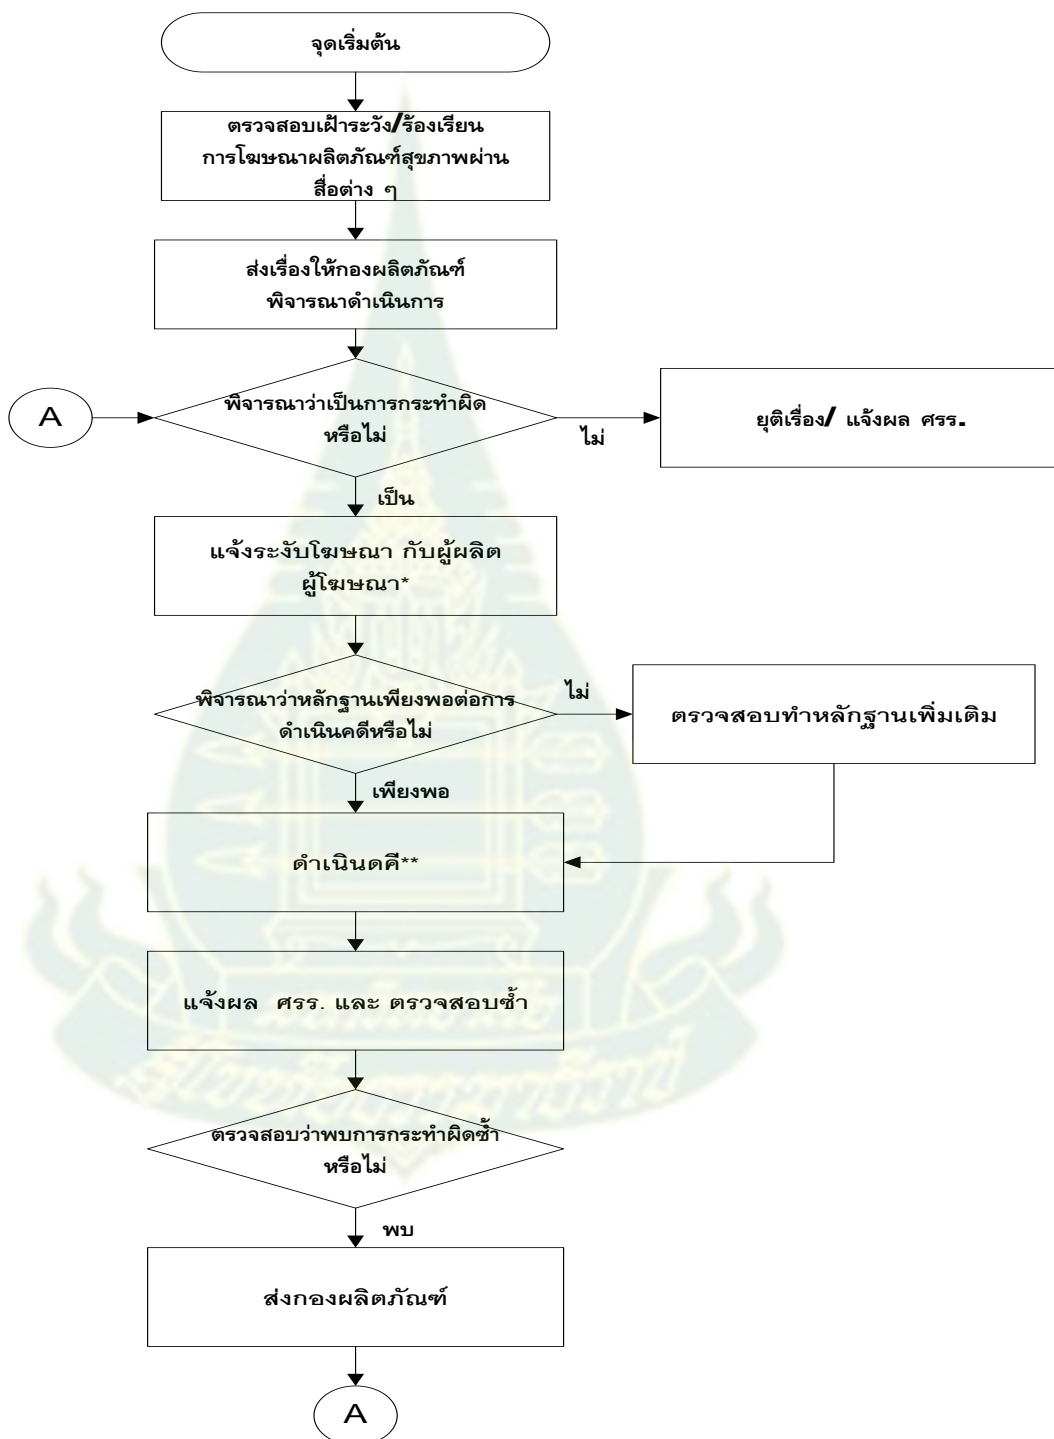 จุดเริ่มต้น
ตรวจสอบเฝ้าระวัง/ร้องเรียน
การโฆษณาผลิตภัณฑ์สุขภาพผ่าน
สื่อต่าง ๆ
ส่งเรื่องให้กองผลิตภัณฑ์
พิจารณาดำเนินการ
A
พิจารณาว่าเป็นการกระทำผิด
หรือไม่
ไม่
ยุติเรื่อง/ แจ้งผล ศรร.
เป็น
แจ้งระงับโฆษณา กับผู้ผลิต
ผู้โฆษณา*
พิจารณาว่าหลักฐานเพียงพอต่อการ
ดำเนินคดีหรือไม่
ไม่
ตรวจสอบทำหลักฐานเพิ่มเติม
เพียงพอ
ดำเนินดคี**
แจ้งผล ศรร. และ ตรวจสอบซ้ำ
ตรวจสอบว่าพบการกระทำผิดซ้ำ
หรือไม่
พบ
ส่งกองผลิตภัณฑ์
A